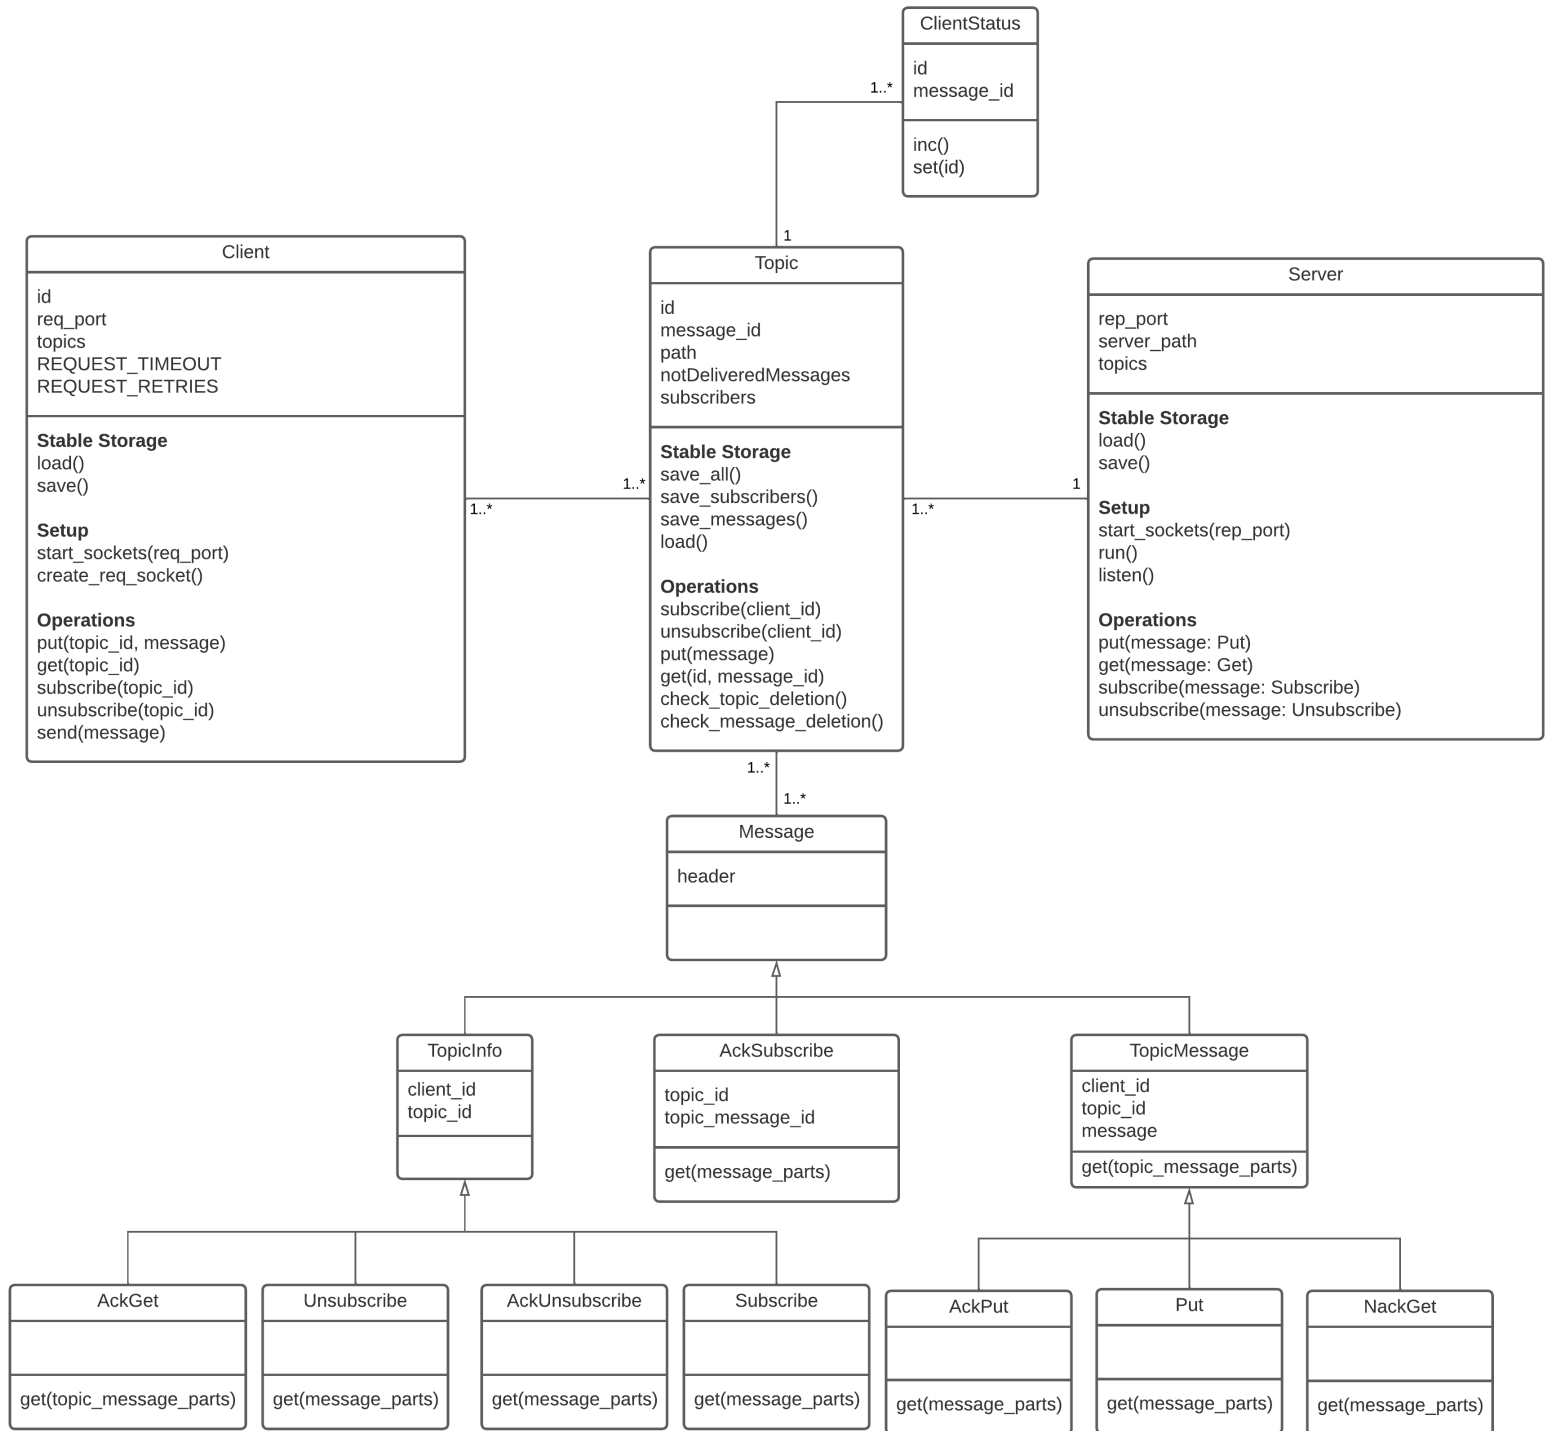 ClientStatus
id
message_id
inc()
set(id)
1..*
1
Client
id
req_port
topics
REQUEST_TIMEOUT
REQUEST_RETRIES
Stable Storage
load()
save()
Setup
start_sockets(req_port)
create_req_socket()
Operations
put(topic_id, message)
get(topic_id)
subscribe(topic_id)
unsubscribe(topic_id)
send(message)
1..*
1..*
Topic
id
message_id
path
notDeliveredMessages
subscribers
Stable Storage
save_all()
save_subscribers()
save_messages()
load()
Operations
subscribe(client_id)
unsubscribe(client_id)
put(message)
get(id, message_id)
check_topic_deletion()
check_message_deletion()
1..*
1
Server
rep_port
server_path
topics
Stable Storage
load()
save()
Setup
start_sockets(rep_port)
run()
listen()
Operations
put(message: Put)
get(message: Get)
subscribe(message: Subscribe)
unsubscribe(message: Unsubscribe)
1..*
1..*
Message
header
TopicInfo
client_id
topic_id
AckSubscribe
topic_id
topic_message_id
get(message_parts)
TopicMessage
client_id
topic_id
message
get(topic_message_parts)
AckGet
get(topic_message_parts)
Unsubscribe
get(message_parts)
AckUnsubscribe
get(message_parts)
Subscribe
get(message_parts)
AckPut
get(message_parts)
Put
get(message_parts)
NackGet
get(message_parts)